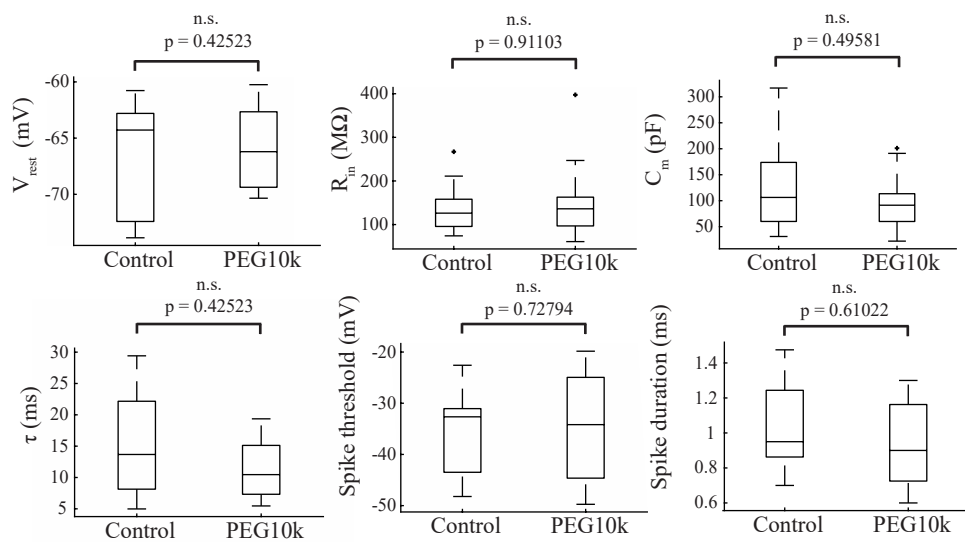 n.s.
p = 0.42523
V_rest (mV)
-60
-65
-70
Control
PEG10k
n.s.
p = 0.91103
R_in (MΩ)
400
300
200
100
Control
PEG10k
n.s.
p = 0.49581
C_m (pF)
300
250
200
150
100
50
Control
PEG10k
n.s.
p = 0.42523
τ (ms)
30
25
20
15
10
5
Control
PEG10k
n.s.
p = 0.72794
Spike threshold (mV)
-20
-30
-40
-50
Control
PEG10k
n.s.
p = 0.61022
Spike duration (ms)
1.4
1.2
1
0.8
0.6
Control
PEG10k